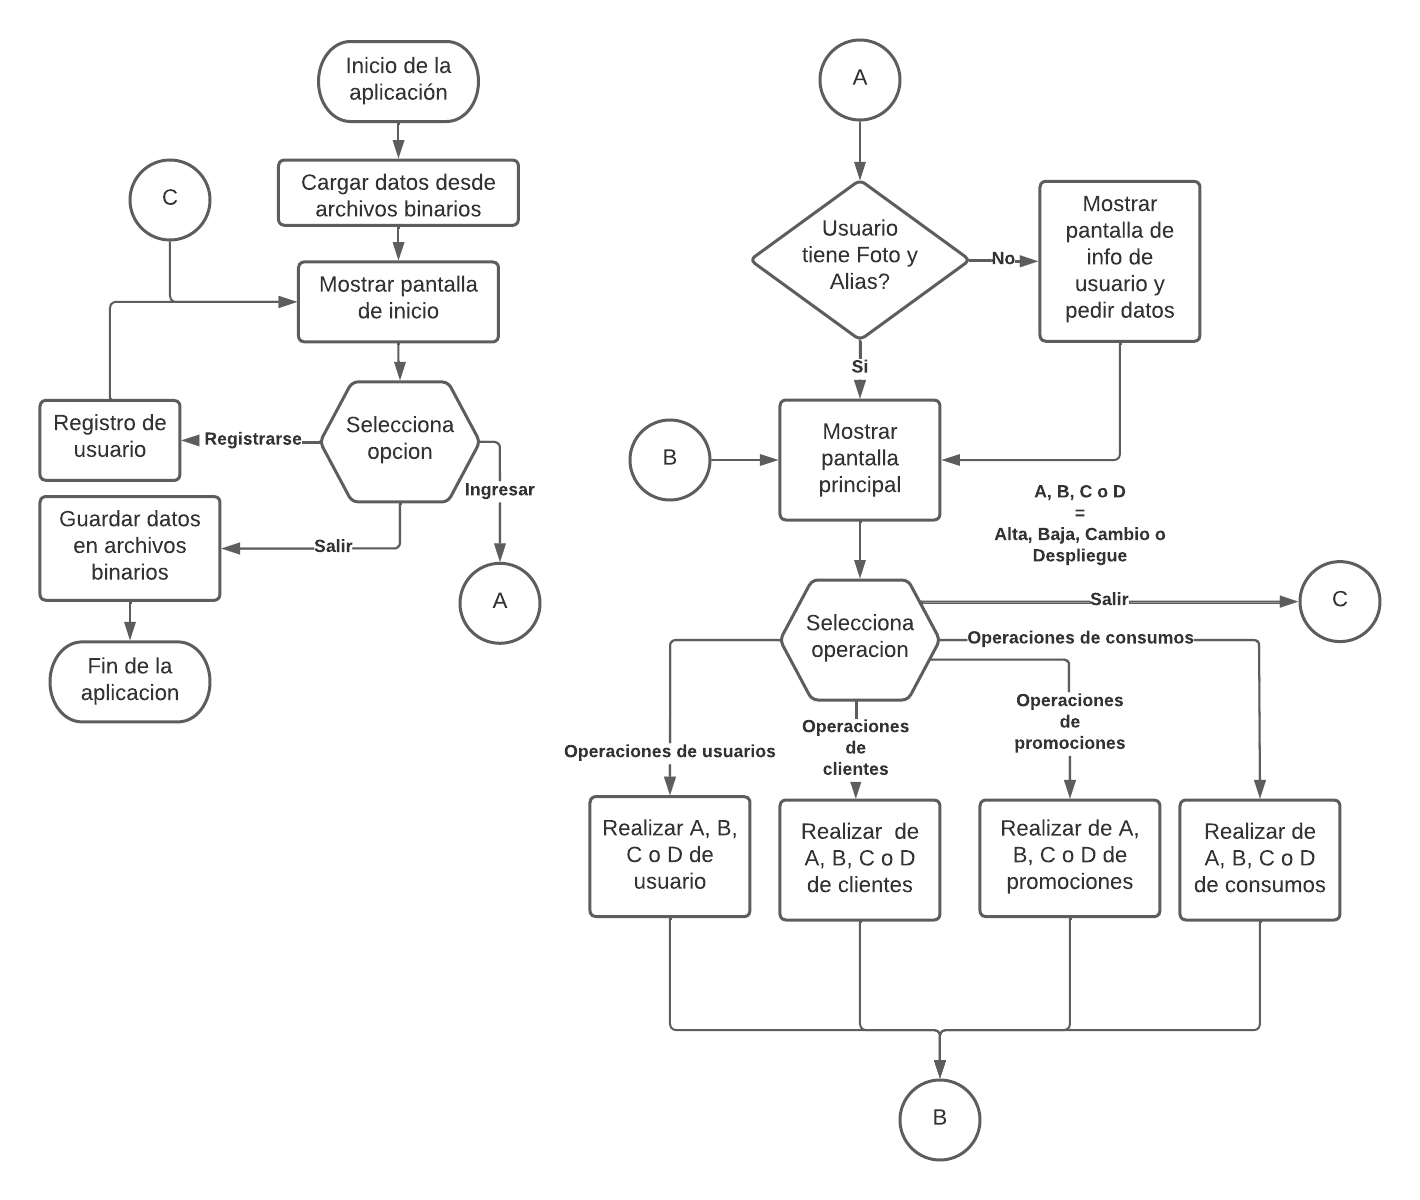 Inicio de la
aplicación
Cargar datos desde
archivos binarios
C
Mostrar pantalla
de inicio
Registro de
usuario
Registrarse
Selecciona
opcion
Ingresar
Guardar datos
en archivos
binarios
Salir
A
Fin de la
aplicacion
A
Usuario
tiene Foto y
Alias?
No
Mostrar
pantalla de
info de
usuario y
pedir datos
Si
B
Mostrar
pantalla
principal
A, B, C o D
=
Alta, Baja, Cambio o
Despliegue
Selecciona
operacion
Salir
C
Operaciones de consumos
Operaciones
de
promociones
Operaciones
de
clientes
Operaciones de usuarios
Realizar A, B,
C o D de
usuario
Realizar  de
A, B, C o D
de clientes
Realizar de A,
B, C o D de
promociones
Realizar de
A, B, C o D
de consumos
B